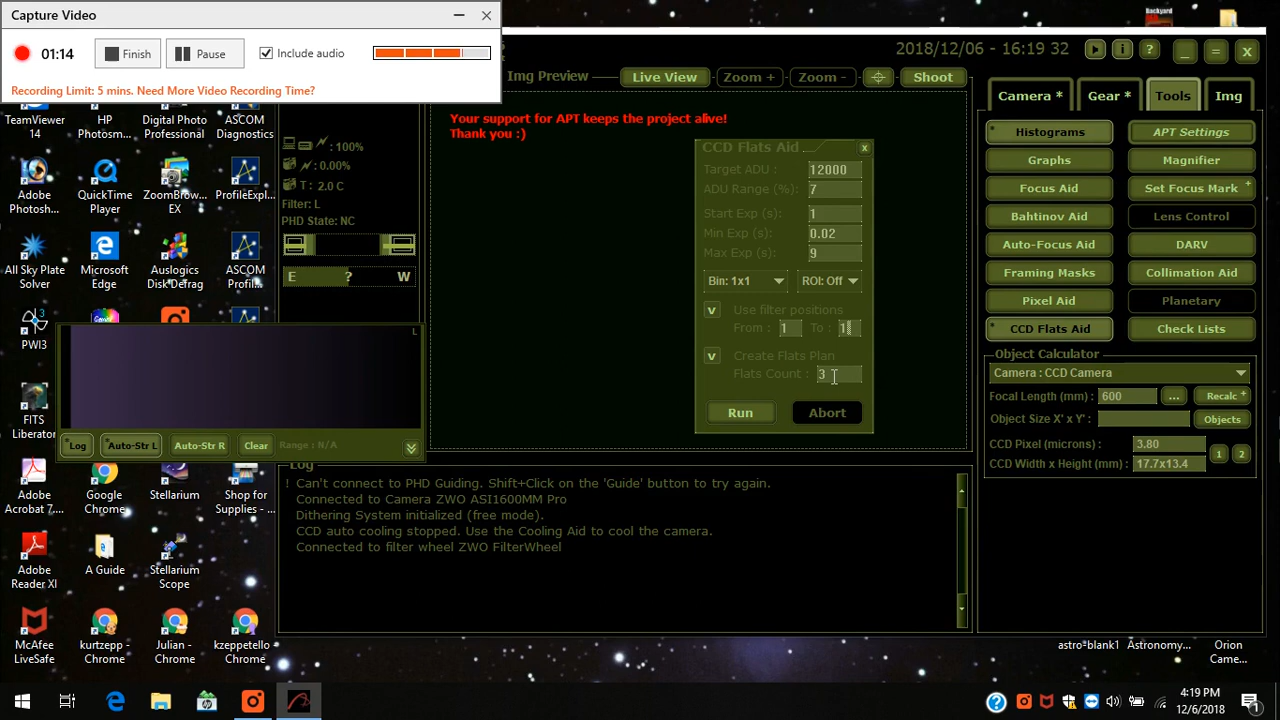 Capture Video
01:14
Finish
Pause
Include audio
Recording Limit: 5 mins. Need More Video Recording Time?
Backyard
2018/12/06 - 16:19 32
i
?
Img Preview
Live View
Zoom +
Zoom -
Shoot
Camera *
Gear *
Tools
Img
TeamViewer 14
HP Photosm...
Digital Photo Professional
ASCOM Diagnostics
: 100%
: 0.00%
T : 2.0 C
Filter: L
PHD State: NC
E ? W
Your support for APT keeps the project alive!
Thank you :)
CCD Flats Aid
x
Target ADU : 12000
ADU Range (%): 7
Start Exp (s): 1
Min Exp (s): 0.02
Max Exp (s): 9
Bin: 1x1
ROI: Off
v Use filter positions
From : 1 To : 1
v Create Flats Plan
Flats Count : 3
Run
Abort
Histograms
APT Settings
Graphs
Magnifier
Focus Aid
Set Focus Mark +
Bahtinov Aid
Lens Control
Auto-Focus Aid
DARV
Framing Masks
Collimation Aid
Pixel Aid
Planetary
CCD Flats Aid
Check Lists
Object Calculator
Camera : CCD Camera
Focal Length (mm) : 600 ... Recalc +
Object Size X' x Y' : Objects
CCD Pixel (microns) : 3.80
CCD Width x Height (mm) : 17.7x13.4
1 2
Adobe Photosh...
QuickTime Player
ZoomBrow... EX
ProfileExpl...
All Sky Plate Solver
Microsoft Edge
Auslogics Disk Defrag
ASCOM Profil...
PWI3
L
Log
Auto-Str L
Auto-Str R
Clear
Range : N/A
FITS Liberator
Log
! Can't connect to PHD Guiding. Shift+Click on the 'Guide' button to try again.
Connected to Camera ZWO ASI1600MM Pro
Dithering System initialized (free mode).
CCD auto cooling stopped. Use the Cooling Aid to cool the camera.
Connected to filter wheel ZWO FilterWheel
Adobe Acrobat 7...
Google Chrome
Stellarium
Shop for Supplies - ...
Adobe Reader XI
A Guide
Stellarium Scope
McAfee LiveSafe
kurtzepp - Chrome
Julian - Chrome
kzeppetello - Chrome
astro*blank1
Astronomy...
Orion Came...
4:19 PM
12/6/2018
1